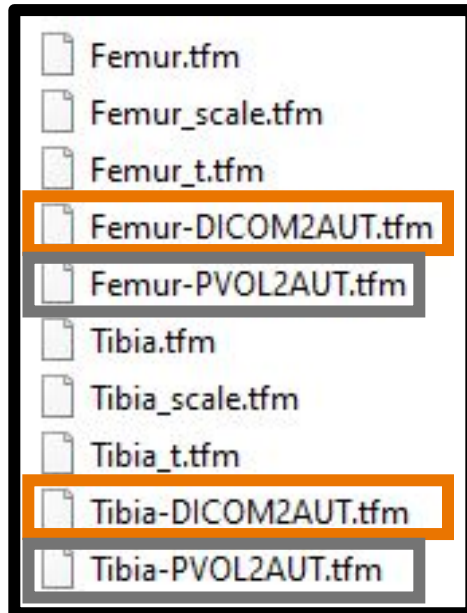 Femur.tfm
Femur_scale.tfm
Femur_t.tfm
Femur-DICOM2AUT.tfm
Femur-PVOL2AUT.tfm
Tibia.tfm
Tibia_scale.tfm
Tibia_t.tfm
Tibia-DICOM2AUT.tfm
Tibia-PVOL2AUT.tfm